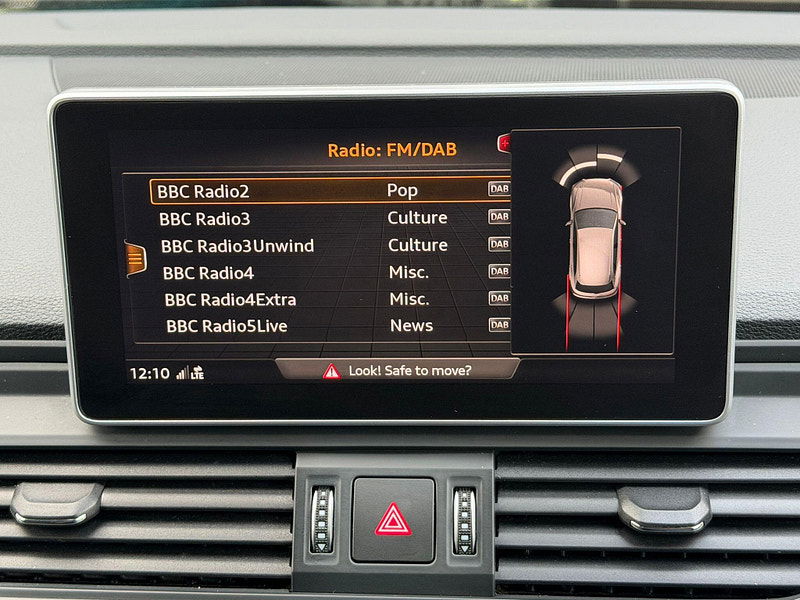 Radio: FM/DAB
BBC Radio2 Pop DAB
BBC Radio3 Culture DAB
BBC Radio3Unwind Culture DAB
BBC Radio4 Misc. DAB
BBC Radio4Extra Misc. DAB
BBC Radio5Live News DAB
12:10 LTE Look! Safe to move?